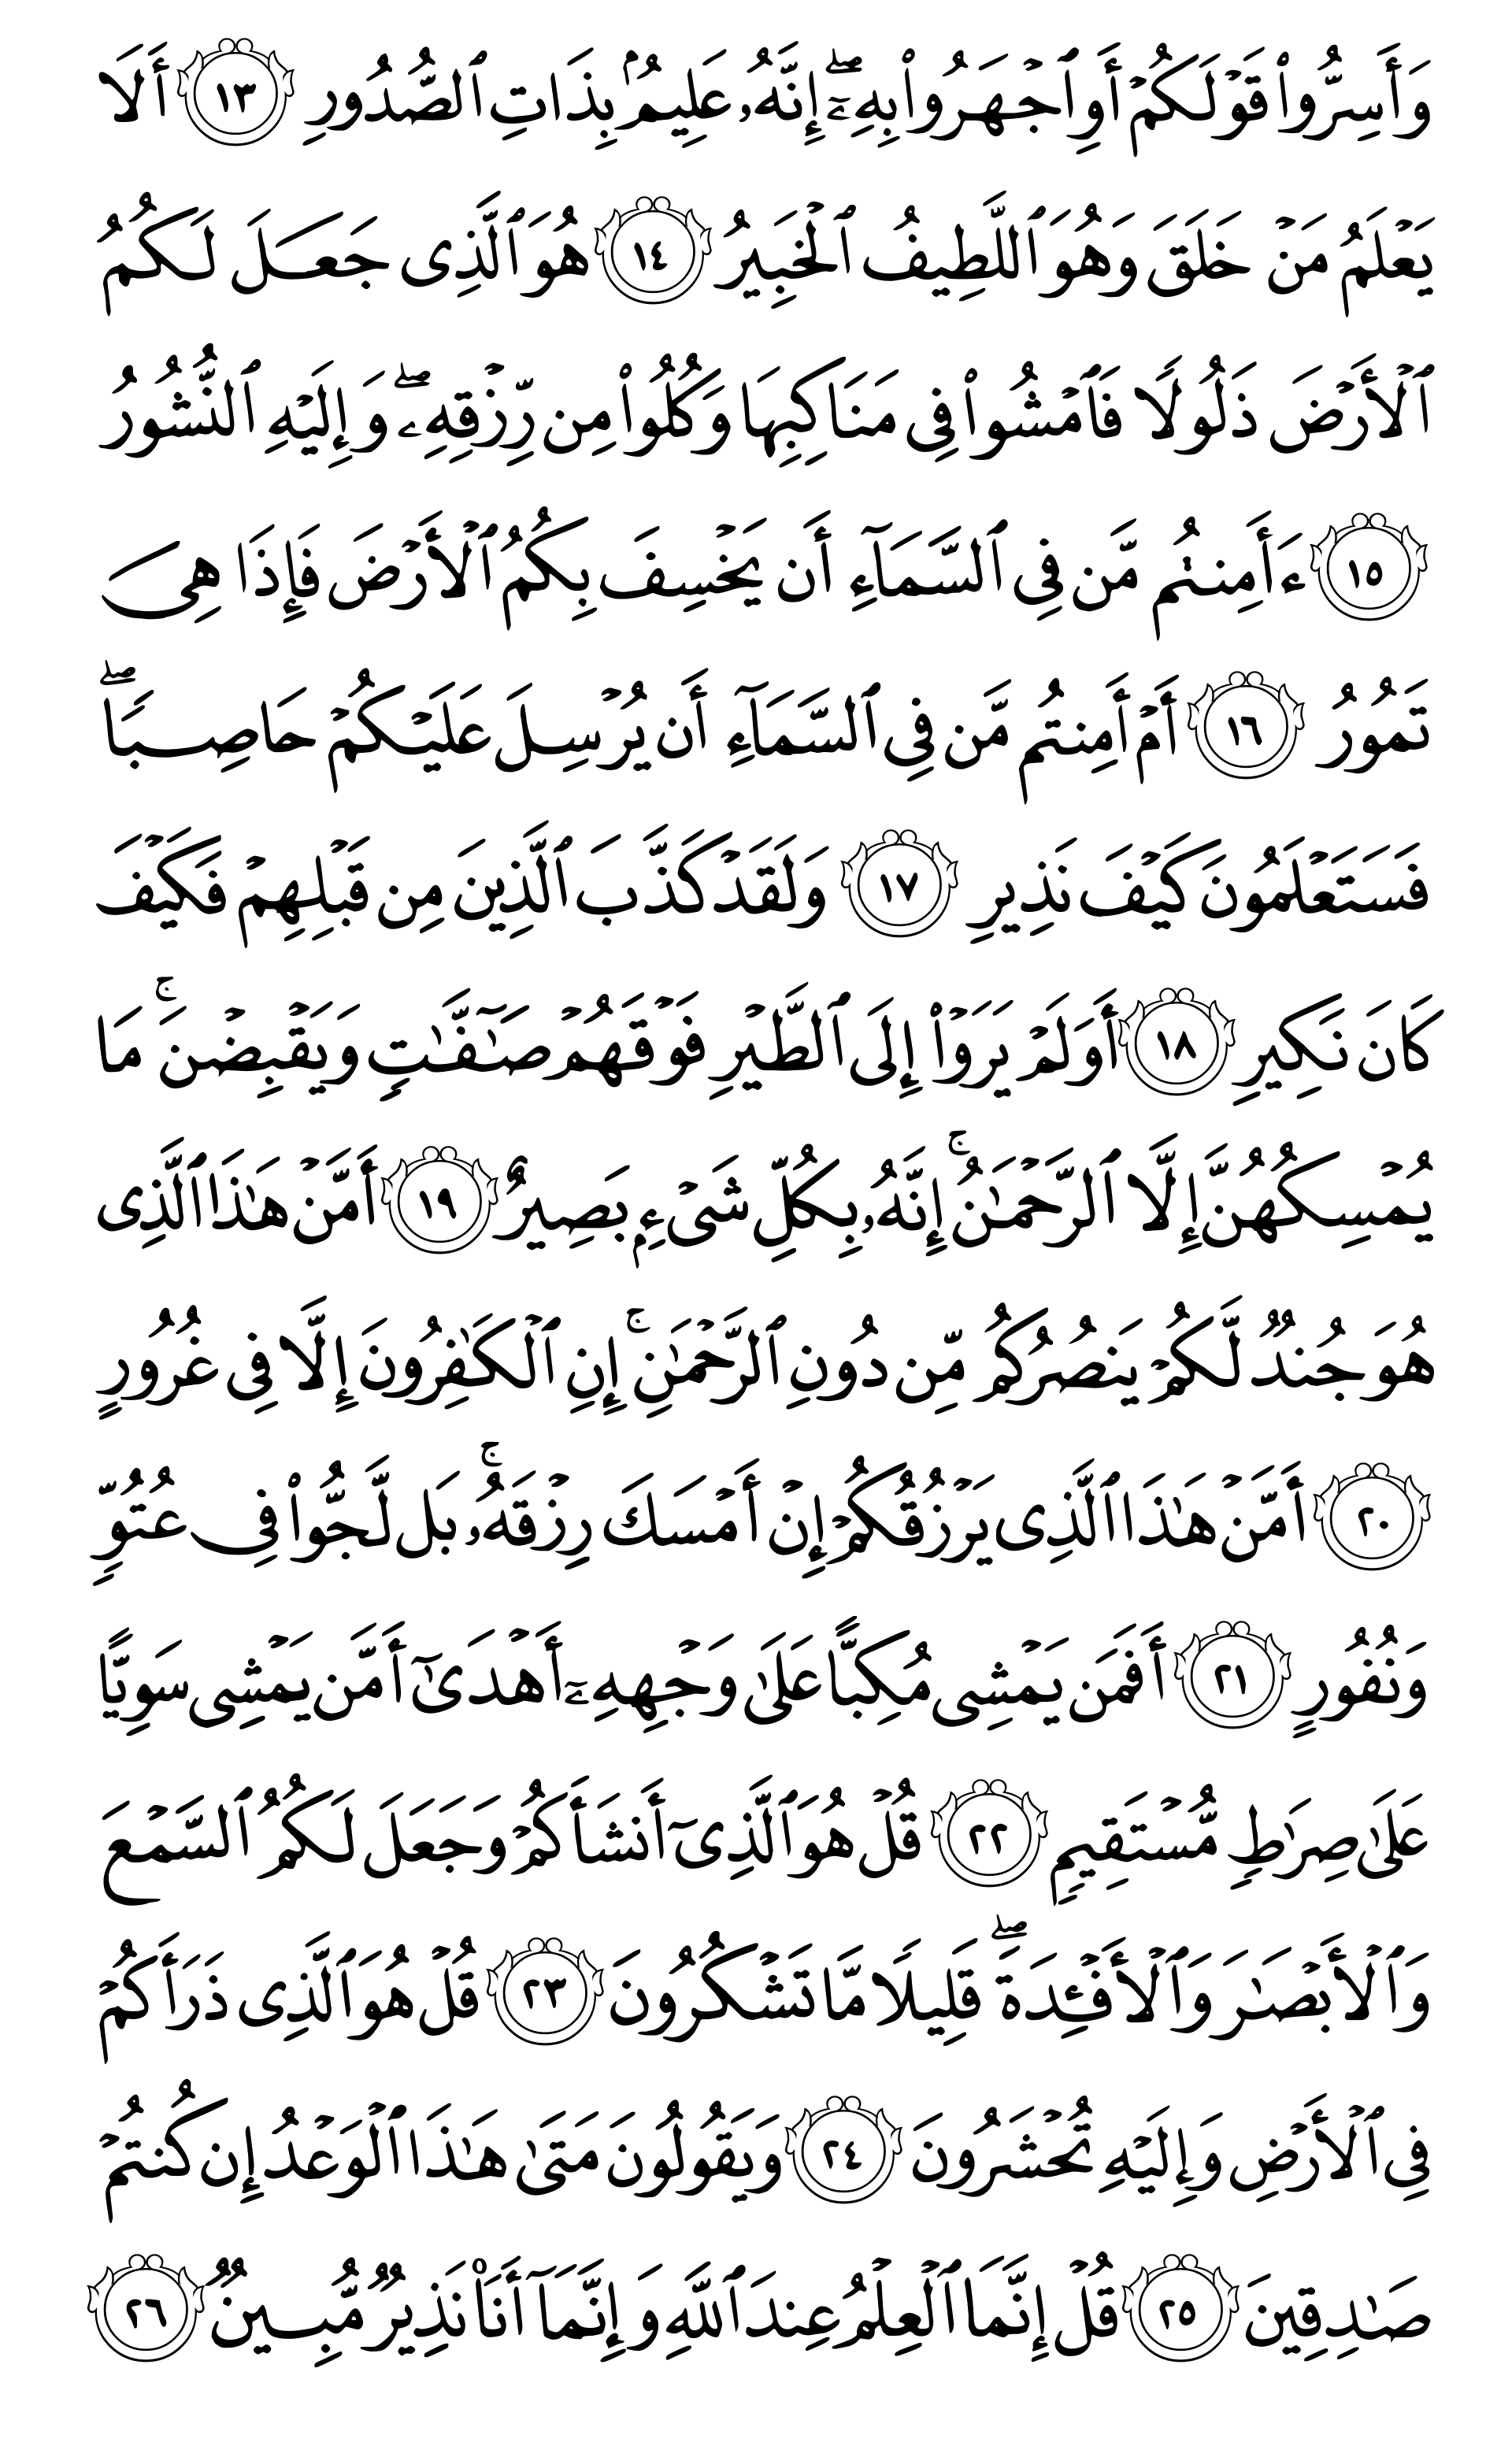 وَأَسِرُّوا۟ قَوْلَكُمْ أَوِ ٱجْهَرُوا۟ بِهِۦٓ ۖ إِنَّهُۥ عَلِيمٌۢ بِذَاتِ ٱلصُّدُورِ ١٣ أَلَا
يَعْلَمُ مَنْ خَلَقَ وَهُوَ ٱللَّطِيفُ ٱلْخَبِيرُ ١٤ هُوَ ٱلَّذِى جَعَلَ لَكُمُ
ٱلْأَرْضَ ذَلُولًا فَٱمْشُوا۟ فِى مَنَاكِبِهَا وَكُلُوا۟ مِن رِّزْقِهِۦ ۖ وَإِلَيْهِ ٱلنُّشُورُ
١٥ ءَأَمِنتُم مَّن فِى ٱلسَّمَآءِ أَن يَخْسِفَ بِكُمُ ٱلْأَرْضَ فَإِذَا هِىَ
تَمُورُ ١٦ أَمْ أَمِنتُم مَّن فِى ٱلسَّمَآءِ أَن يُرْسِلَ عَلَيْكُمْ حَاصِبًا ۖ
فَسَتَعْلَمُونَ كَيْفَ نَذِيرِ ١٧ وَلَقَدْ كَذَّبَ ٱلَّذِينَ مِن قَبْلِهِمْ فَكَيْفَ
كَانَ نَكِيرِ ١٨ أَوَلَمْ يَرَوْا۟ إِلَى ٱلطَّيْرِ فَوْقَهُمْ صَـٰٓفَّـٰتٍ وَيَقْبِضْنَ ۚ مَا
يُمْسِكُهُنَّ إِلَّا ٱلرَّحْمَـٰنُ ۚ إِنَّهُۥ بِكُلِّ شَىْءٍۭ بَصِيرٌ ١٩ أَمَّنْ هَـٰذَا ٱلَّذِى
هُوَ جُندٌ لَّكُمْ يَنصُرُكُم مِّن دُونِ ٱلرَّحْمَـٰنِ ۚ إِنِ ٱلْكَـٰفِرُونَ إِلَّا فِى غُرُورٍ
٢٠ أَمَّنْ هَـٰذَا ٱلَّذِى يَرْزُقُكُمْ إِنْ أَمْسَكَ رِزْقَهُۥ ۚ بَل لَّجُّوا۟ فِى عُتُوٍّ
وَنُفُورٍ ٢١ أَفَمَن يَمْشِى مُكِبًّا عَلَىٰ وَجْهِهِۦٓ أَهْدَىٰٓ أَمَّن يَمْشِى سَوِيًّا
عَلَىٰ صِرَٰطٍ مُّسْتَقِيمٍ ٢٢ قُلْ هُوَ ٱلَّذِىٓ أَنشَأَكُمْ وَجَعَلَ لَكُمُ ٱلسَّمْعَ
وَٱلْأَبْصَـٰرَ وَٱلْأَفْـِٔدَةَ ۖ قَلِيلًا مَّا تَشْكُرُونَ ٢٣ قُلْ هُوَ ٱلَّذِى ذَرَأَكُمْ
فِى ٱلْأَرْضِ وَإِلَيْهِ تُحْشَرُونَ ٢٤ وَيَقُولُونَ مَتَىٰ هَـٰذَا ٱلْوَعْدُ إِن كُنتُمْ
صَـٰدِقِينَ ٢٥ قُلْ إِنَّمَا ٱلْعِلْمُ عِندَ ٱللَّهِ وَإِنَّمَآ أَنَا۠ نَذِيرٌ مُّبِينٌ ٢٦